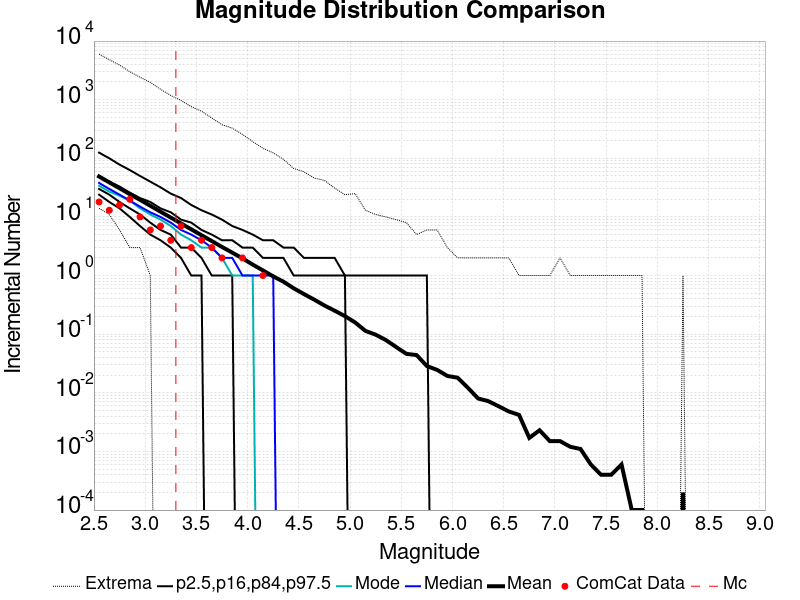 Magnitude Distribution Comparison
Incremental Number
10^4
10^3
10^2
10^1
10^0
10^-1
10^-2
10^-3
10^-4
2.5 3.0 3.5 4.0 4.5 5.0 5.5 6.0 6.5 7.0 7.5 8.0 8.5 9.0
Magnitude
Extrema p2.5,p16,p84,p97.5 Mode Median Mean ComCat Data Mc